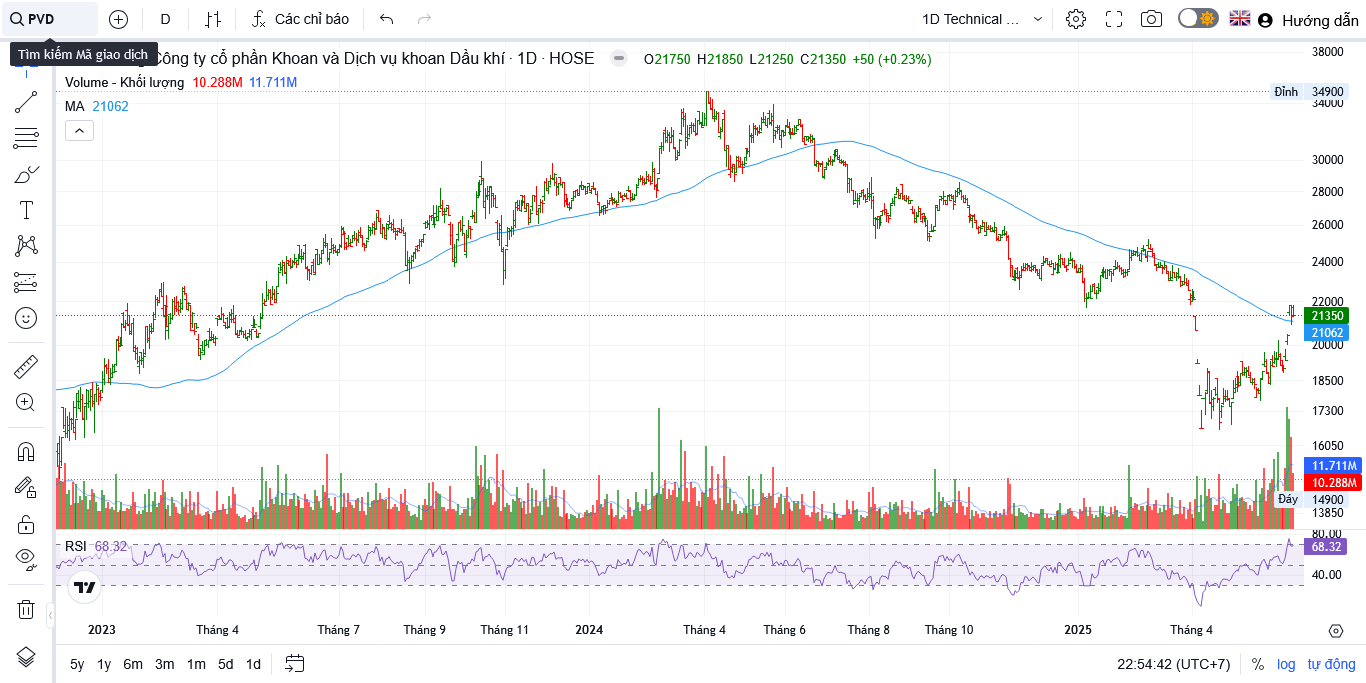 PVD
D
Các chỉ báo
1D Technical ...
Hướng dẫn
Tìm kiếm Mã giao dịch
Công ty cổ phần Khoan và Dịch vụ khoan Dầu khí · 1D · HOSE
O21750 H21850 L21250 C21350 +50 (+0.23%)
Volume - Khối lượng 10.288M 11.711M
MA 21062
38000
Đỉnh 34900
34000
30000
28000
26000
24000
22000
21350
21062
20000
18500
17300
16050
11.711M
10.288M
Đáy 14900
13850
80.00
RSI 68.32
68.32
40.00
2023 Tháng 4 Tháng 7 Tháng 9 Tháng 11 2024 Tháng 4 Tháng 6 Tháng 8 Tháng 10 2025 Tháng 4
5y 1y 6m 3m 1m 5d 1d
22:54:42 (UTC+7) % log tự động